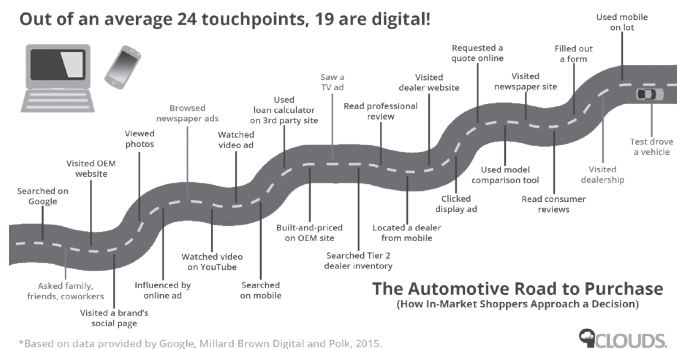 Out of an average 24 touchpoints, 19 are digital!
Searched on
Google
Asked family,
friends, coworkers
Visited OEM
website
Visited a brand's
social page
Viewed
photos
Influenced by
online ad
Browsed
newspaper ads
Watched video
on YouTube
Watched
video ad
Searched
on mobile
Used
loan calculator
on 3rd party site
Built-and-priced
on OEM site
Saw a
TV ad
Searched Tier 2
dealer inventory
Read professional
review
Located a dealer
from mobile
Visited
dealer website
Clicked
display ad
Requested a
quote online
Used model
comparison tool
Visited
newspaper site
Read consumer
reviews
Filled out
a form
Visited
dealership
Used mobile
on lot
Test drove
a vehicle
The Automotive Road to Purchase
(How In-Market Shoppers Approach a Decision)
*Based on data provided by Google, Millard Brown Digital and Polk, 2015.
9CLOUDS.